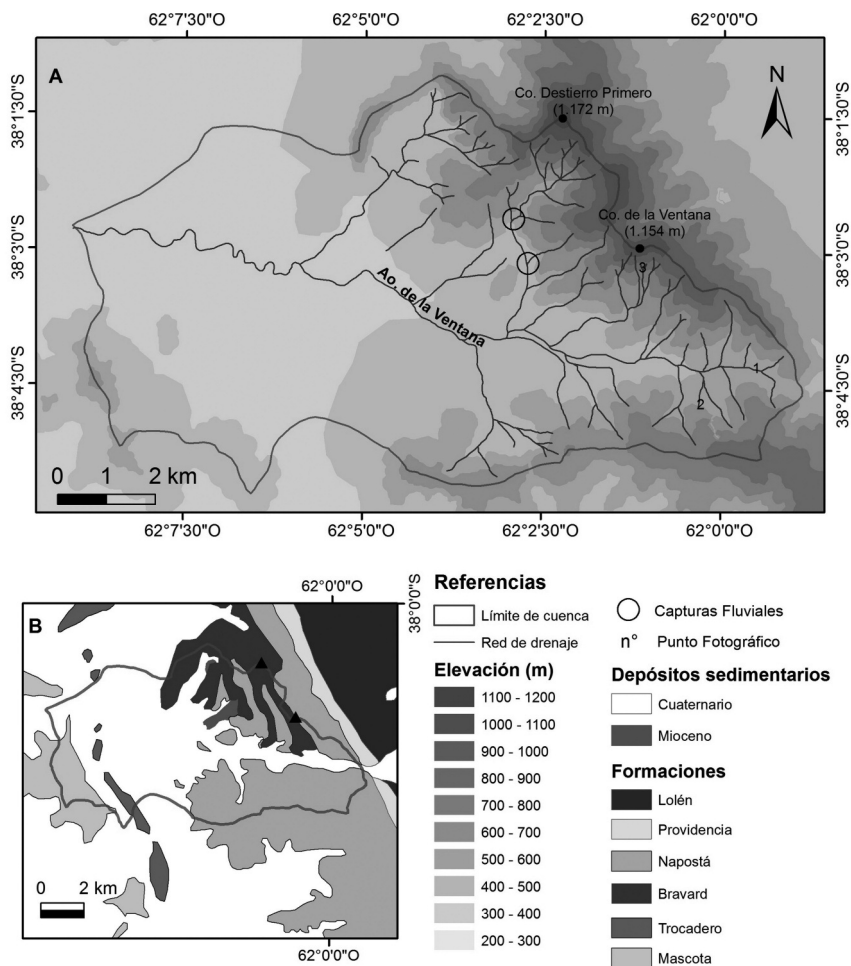 62°7'30"O 62°5'0"O 62°2'30"O 62°0'0"O
A
N
Co. Destierro Primero
(1.172 m)
38°1'30"S
38°1'30"S
Co. de la Ventana
(1.154 m)
38°3'0"S
38°3'0"S
3
Ao. de la Ventana
1
38°4'30"S
38°4'30"S
2
0 1 2 km
62°7'30"O 62°5'0"O 62°2'30"O 62°0'0"O
62°0'0"O
38°0'0"S
B
0 2 km
62°0'0"O
Referencias
Límite de cuenca
Red de drenaje
Elevación (m)
1100 - 1200
1000 - 1100
900 - 1000
800 - 900
700 - 800
600 - 700
500 - 600
400 - 500
300 - 400
200 - 300
Capturas Fluviales
n° Punto Fotográfico
Depósitos sedimentarios
Cuaternario
Mioceno
Formaciones
Lolén
Providencia
Napostá
Bravard
Trocadero
Mascota